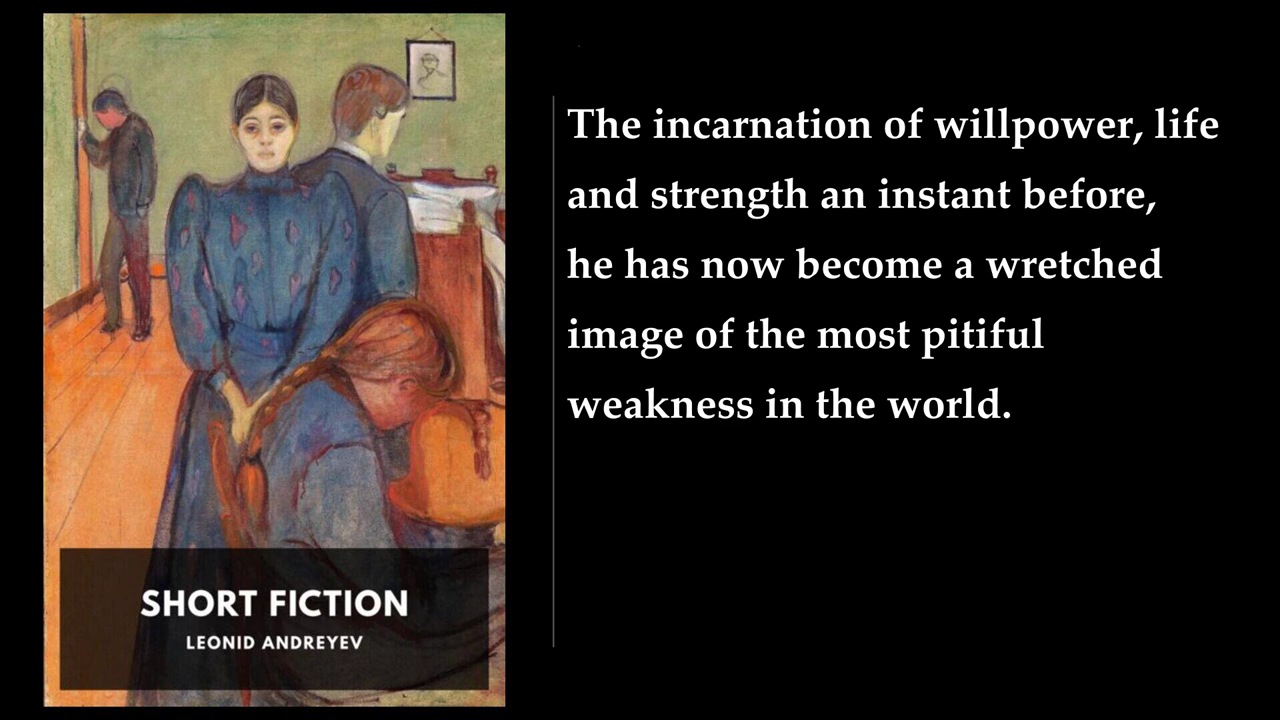 The incarnation of willpower, life
and strength an instant before,
he has now become a wretched
image of the most pitiful
weakness in the world.
SHORT FICTION
LEONID ANDREYEV